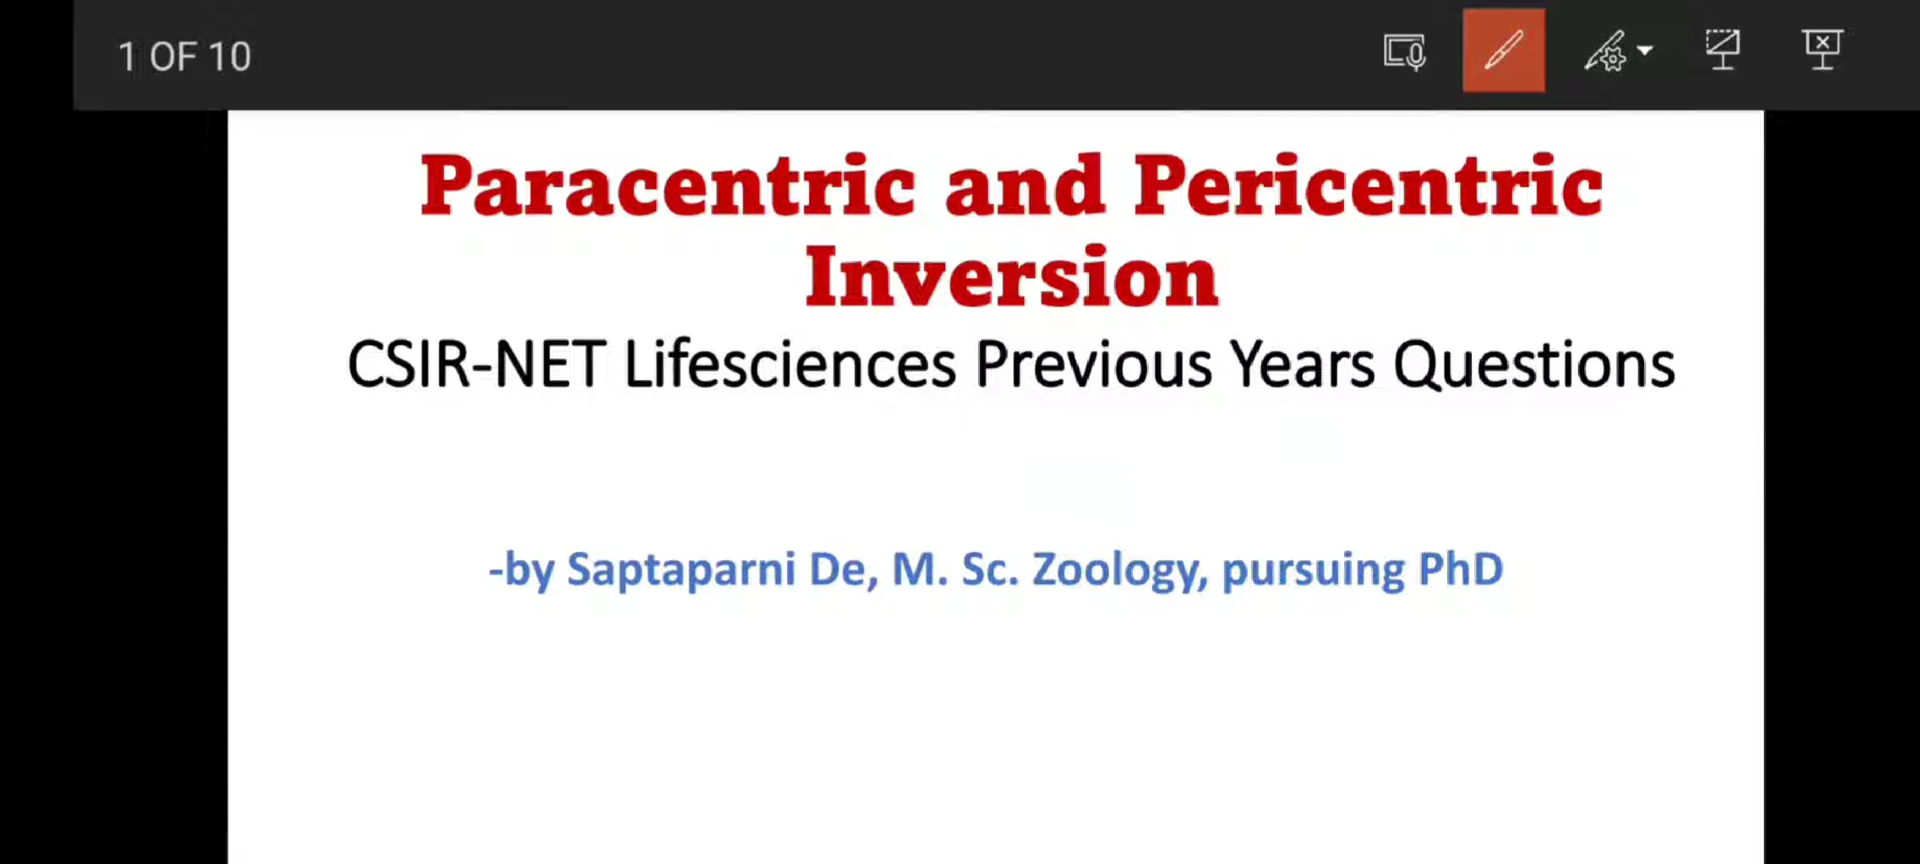 1 OF 10
Paracentric and Pericentric
Inversion
CSIR-NET Lifesciences Previous Years Questions
-by Saptaparni De, M. Sc. Zoology, pursuing PhD